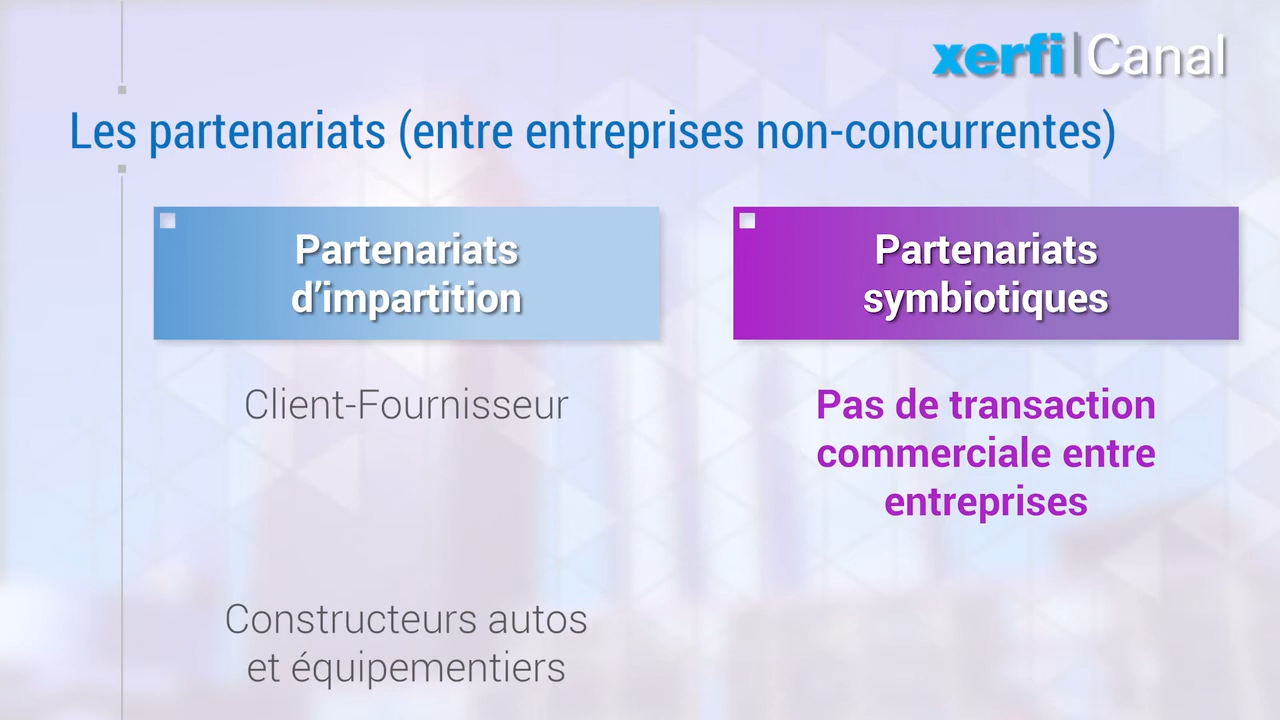 xerfi|Canal
Les partenariats (entre entreprises non-concurrentes)
Partenariats
d’impartition
Client-Fournisseur
Constructeurs autos
et équipementiers
Partenariats
symbiotiques
Pas de transaction
commerciale entre
entreprises